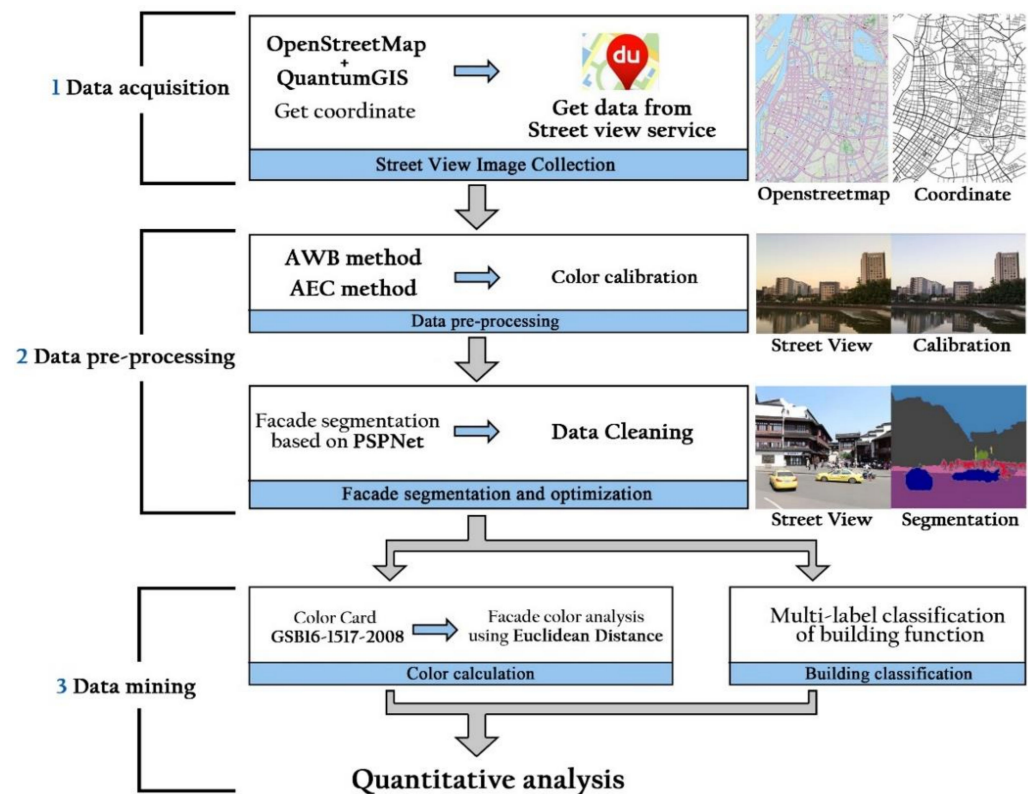 1 Data acquisition
OpenStreetMap
+
QuantumGIS
Get coordinate
du
Get data from
Street view service
Street View Image Collection
Openstreetmap
Coordinate
2 Data pre-processing
AWB method
AEC method
Color calibration
Data pre-processing
Street View
Calibration
Facade segmentation
based on PSPNet
Data Cleaning
Facade segmentation and optimization
Street View
Segmentation
3 Data mining
Color Card
GSB16-1517-2008
Facade color analysis
using Euclidean Distance
Color calculation
Multi-label classification
of building function
Building classification
Quantitative analysis